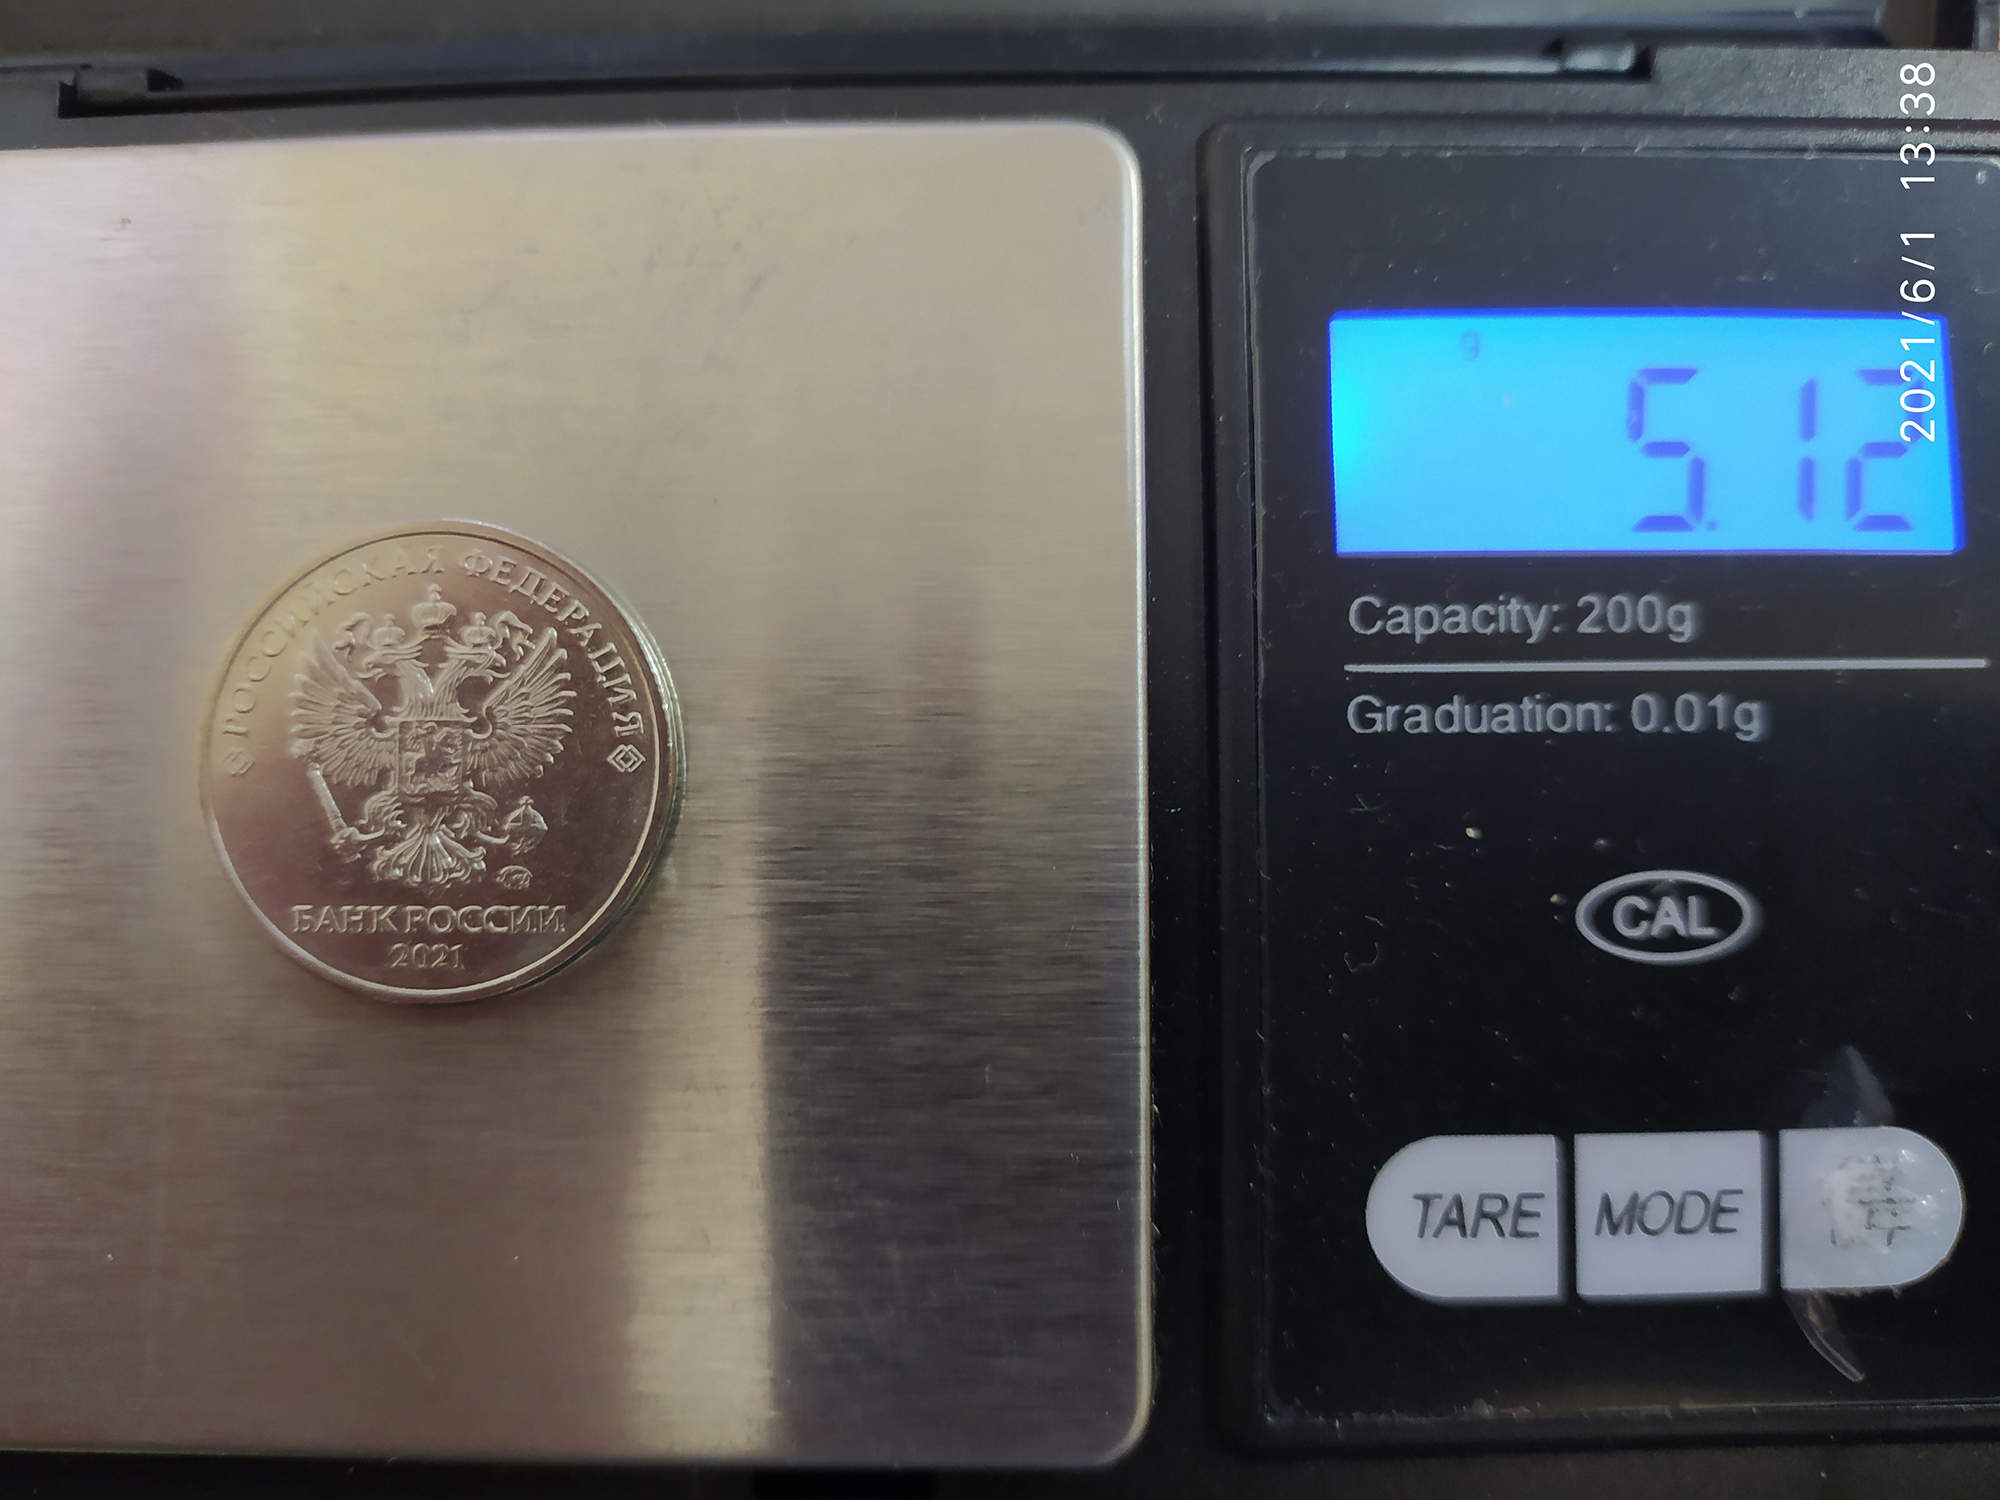 РОССИЙСКАЯ ФЕДЕРАЦИЯ
БАНК РОССИИ
2021
2021/6/1 13:38
g
5.12
Capacity: 200g
Graduation: 0.01g
CAL
TARE
MODE